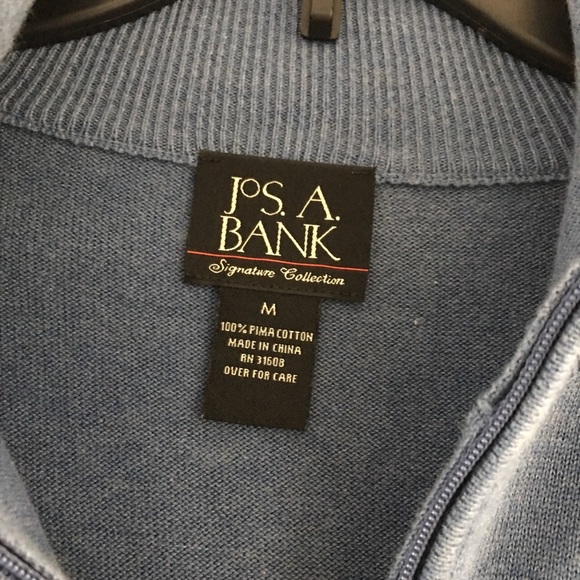 JoS. A.
BANK
Signature Collection
M
100% PIMA COTTON
MADE IN CHINA
RN 31608
OVER FOR CARE